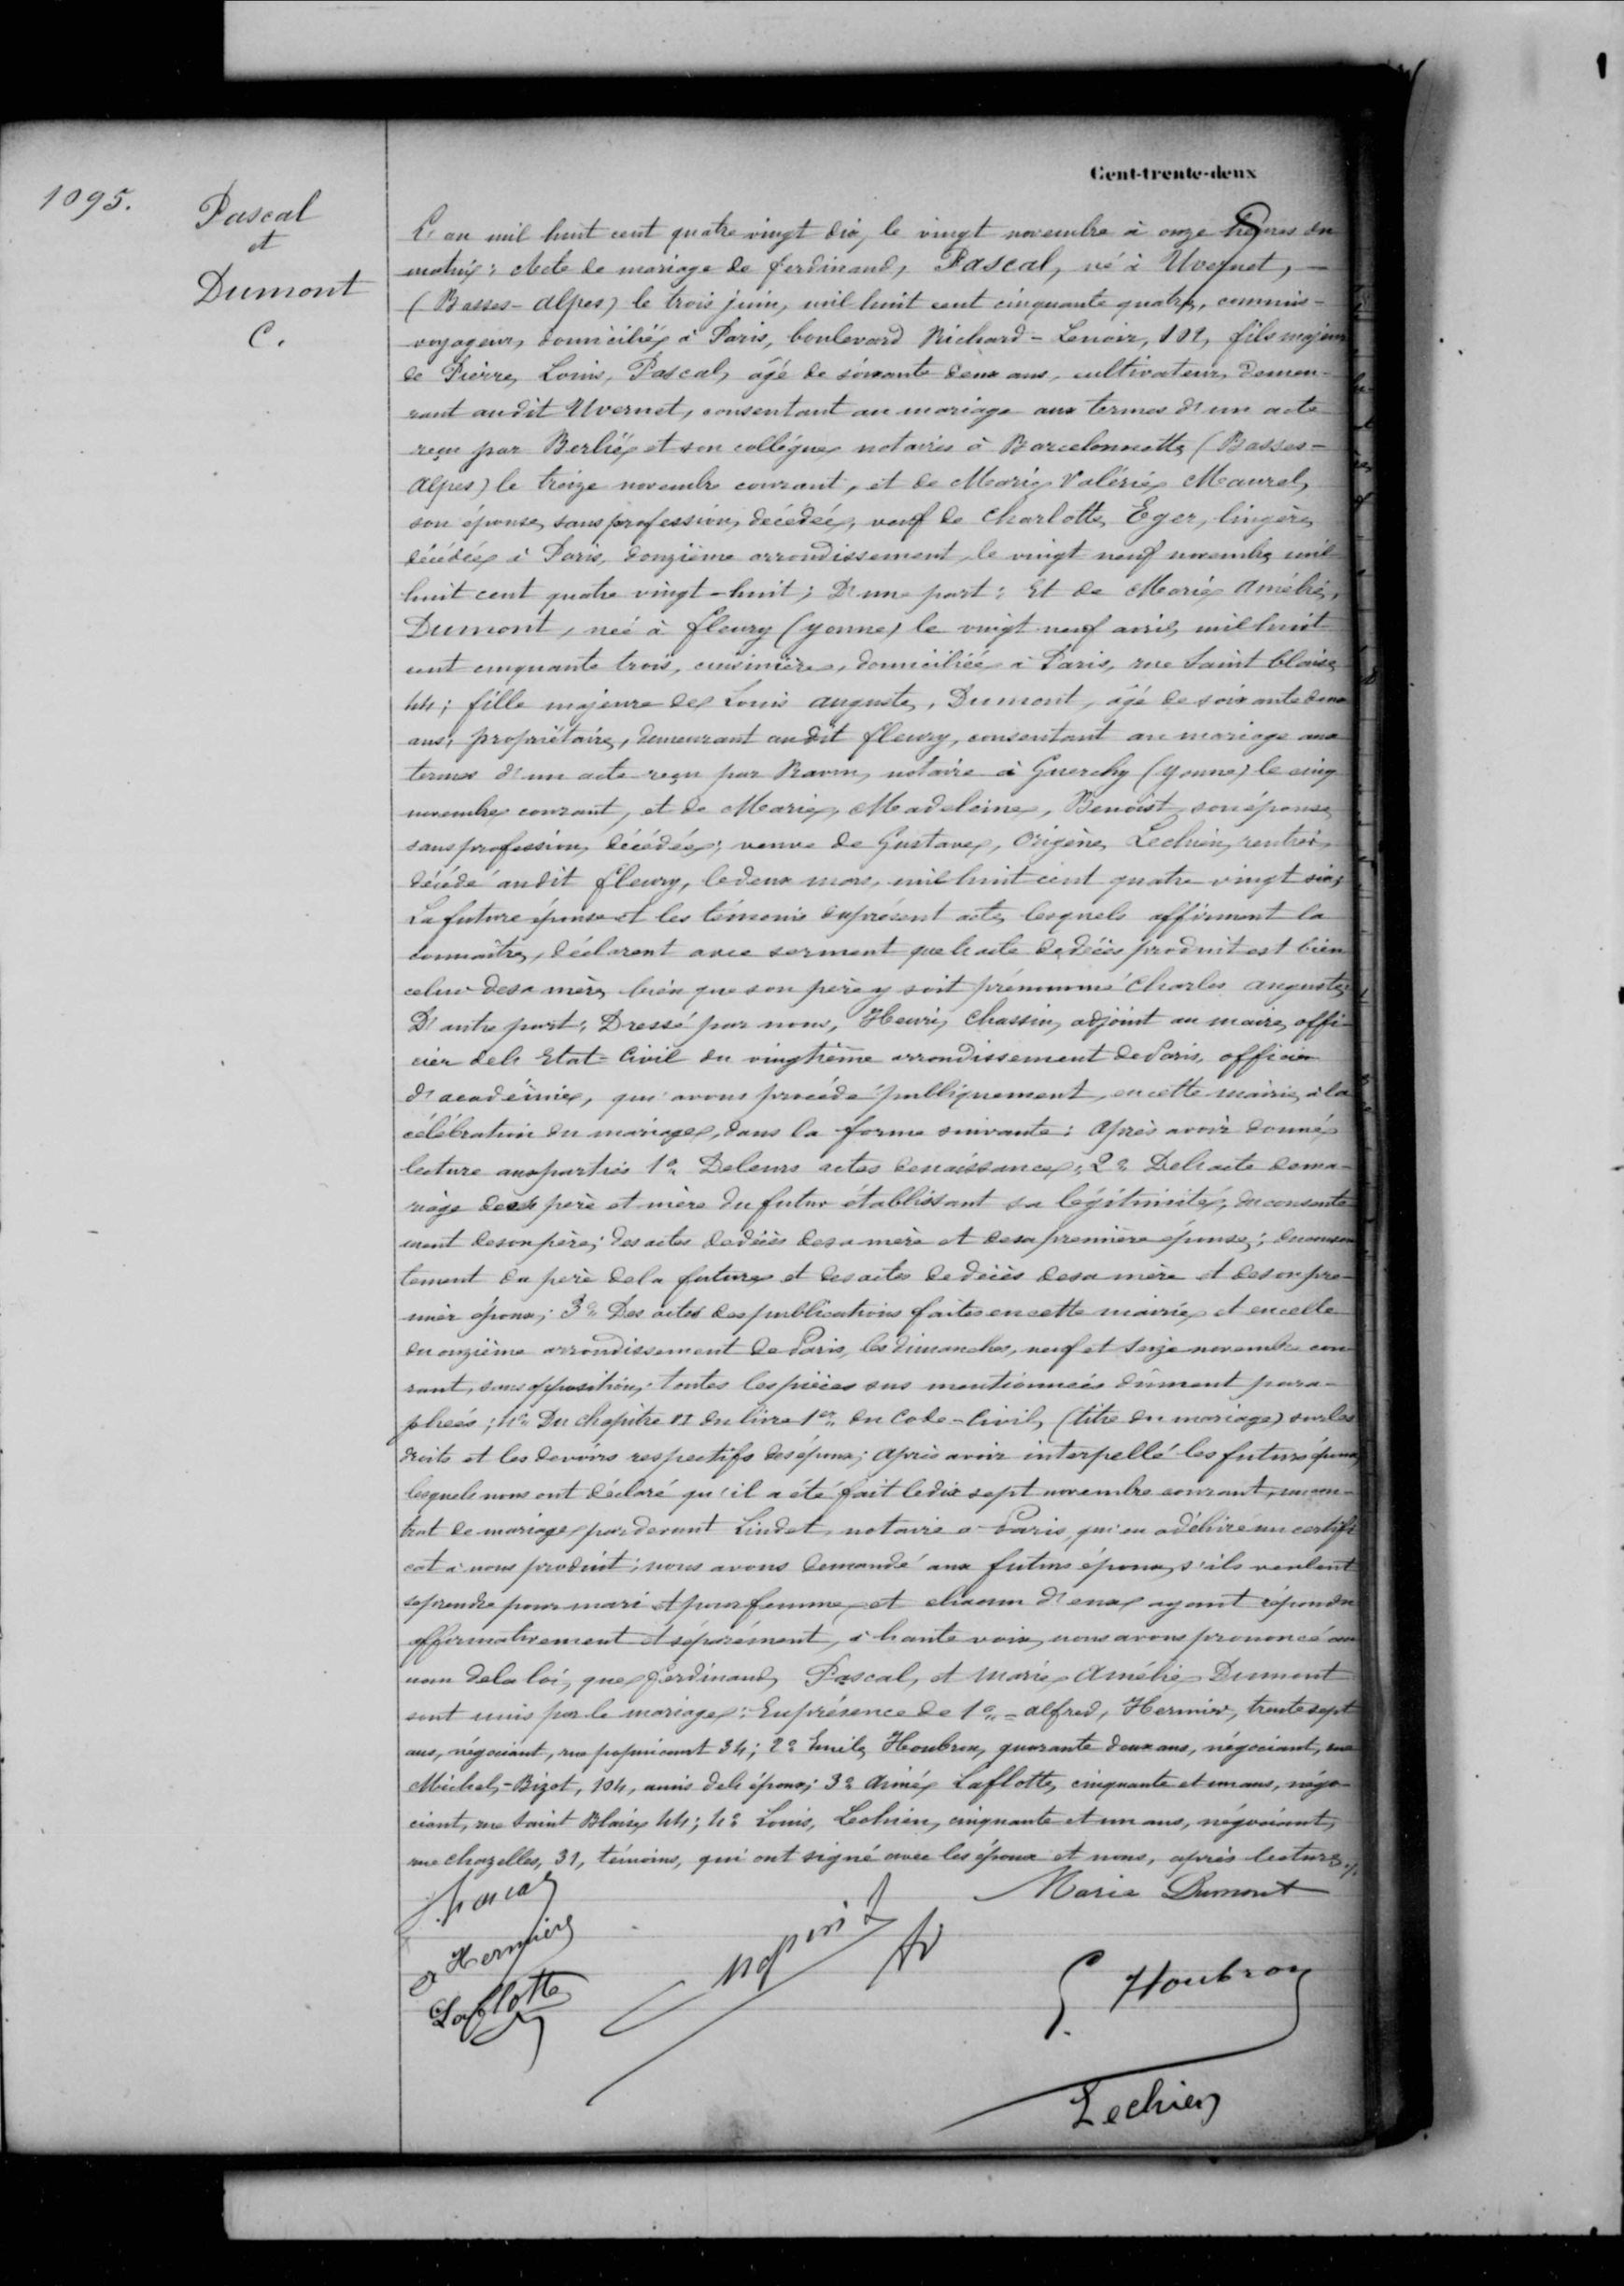 Cent-trente-deux
1095.
Pascal
et
Dumont
C.
L'an mil huit cent quatre vingt dix, le vingt novembre à onze heures du
matin; Acte de mariage de Ferdinand, Pascal, né à Uvernet, —
(Basses-Alpes) le trois juin, mil huit cent cinquante quatre, commis-
voyageur, domicilié à Paris, boulevard Richard-Lenoir, 102, fils majeur
de Pierre, Louis, Pascal, âgé de soixante deux ans, cultivateur, demeu-
rant audit Uvernet, consentant au mariage aux termes d'un acte
reçu par Berlie et son collègue, notaires à Barcelonnette, (Basses-
Alpes) le treize novembre courant, et de Marie Valérie, Maurel,
son épouse, sans profession, décédée, veuf de Charlotte, Eger, lingère,
décédée à Paris, onzième arrondissement, le vingt neuf novembre mil
huit cent quatre vingt-huit; D'une part: Et de Marie Amélie,
Dumont, née à Fleury (Yonne) le vingt neuf avril, mil huit
cent cinquante trois, cuisinière, domiciliée à Paris, rue Saint Blaise,
44; fille majeure de Louis Auguste, Dumont, âgé de soixante deux
ans, propriétaire, demeurant audit Fleury, consentant au mariage aux
termes d'un acte reçu par Ravin, notaire à Guerchy (Yonne) le cinq
novembre courant, et de Marie, Madeleine, Benoist, son épouse,
sans profession, décédée; veuve de Gustave, Origène, Lechien, rentier,
décédé audit Fleury, le deux mars, mil huit cent quatre vingt six;
La future épouse et les témoins du présent acte, lesquels affirment la
connaître, déclarent avec serment que l'acte de décès produit est bien
celui de sa mère, bien que son père y soit prénommé Charles Auguste;
D'autre part; Dressé par nous, Henri, Chassin, adjoint au maire, offi-
cier de l'Etat-Civil du vingtième arrondissement de Paris, officier
d'académie, qui avons procédé publiquement, en cette mairie, à la
célébration du mariage, dans la forme suivante: Après avoir donné
lecture aux parties 1° De leurs actes de naissance; 2° De l'acte de ma-
riage des père et mère du futur établissant sa légitimité, du consente-
ment de son père; des actes de décès de sa mère et de sa première épouse; du consen-
tement du père de la future et des actes de décès de sa mère et de son pre-
mier époux; 3° Des actes des publications faites en cette mairie et en celle
du onzième arrondissement de Paris, les dimanches, neuf et seize novembre cou-
rant, sans opposition, toutes les pièces sus mentionnées dûment para-
phées; 4° Du chapitre VI du livre 1er du Code-Civil, (titre du mariage) sur les
droits et les devoirs respectifs des époux; Après avoir interpellé les futurs époux,
lesquels nous ont déclaré qu'il a été fait le dix sept novembre courant, un con-
trat de mariage, par devant Lindet, notaire à Paris, qui en a délivré un certifi-
cat à nous produit; nous avons demandé aux futurs époux, s'ils veulent
se prendre pour mari et pour femme, et chacun d'eux ayant répondu
affirmativement et séparément, à haute voix, nous avons prononcé au
nom de la loi, que Ferdinand, Pascal, et Marie Amélie Dumont
sont unis par le mariage; En présence de 1° - Alfred, Hermier, trente sept
ans, négociant, rue popincourt 34; 2° Emile, Houbron, quarante deux ans, négociant, rue
Michel-Bizot, 104, amis de l'époux; 3° Aimé, Laflotte, cinquante et un ans, négo-
ciant, rue Saint Blaise, 44; 4° Louis, Lechien, cinquante et un ans, négociant,
rue Chazelles, 31, témoins, qui ont signé avec les époux et nous, après lecture ./.
Marie Dumont
Hermier
Laflotte
Houbron
Lechien